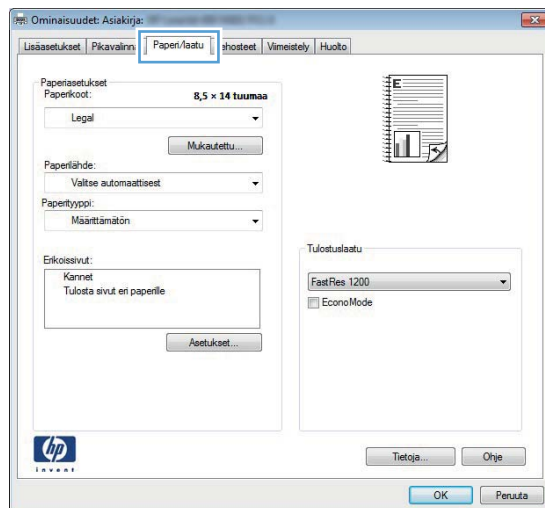 Ominaisuudet: Asiakirja:
Lisäasetukset Pikavalinn Paperi/laatu ehosteet Viimeistely Huolto
Paperiasetukset
Paperikoot: 8,5 × 14 tuumaa
Legal
Mukautettu...
Paperilähde:
Valitse automaattisest
Paperityyppi:
Määrittämätön
Erikoissivut:
Kannet
Tulosta sivut eri paperille
Asetukset...
E
Tulostuslaatu
FastRes 1200
EconoMode
hp
invent
Tietoja... Ohje
OK Peruuta